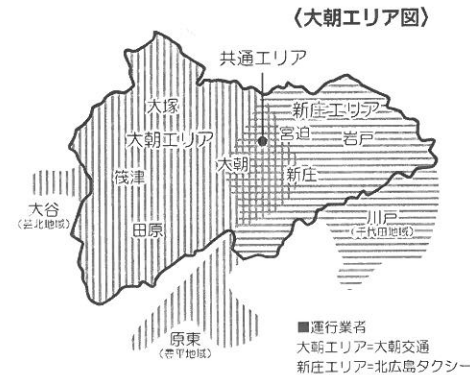 〈大朝エリア図〉
共通エリア
大塚
新庄エリア
宮迫
岩戸
大朝エリア
大朝
筏津
新庄
大谷
(芸北地域)
田原
川戸
(千代田地域)
原東
(豊平地域)
■運行業者
大朝エリア=大朝交通
新庄エリア=北広島タクシー